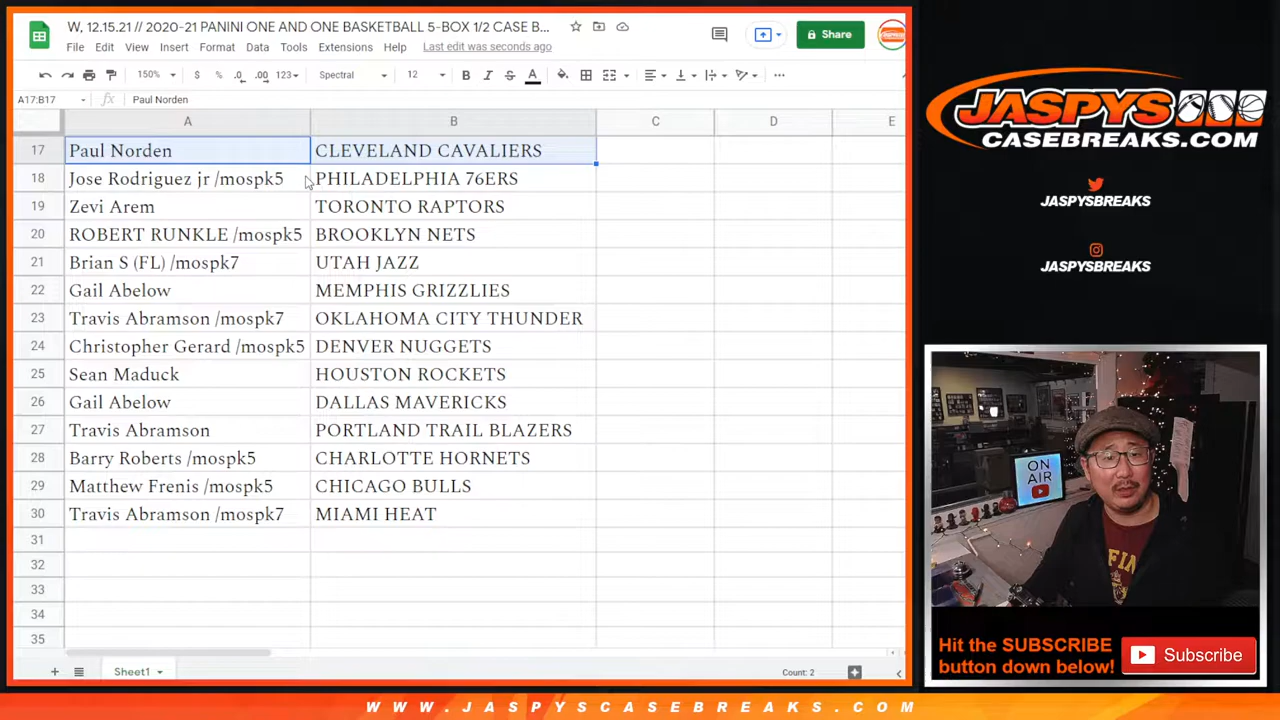 W, 12.15.21 // 2020-21 PANINI ONE AND ONE BASKETBALL 5-BOX 1/2 CASE B...
Share
File Edit View Insert Format Data Tools Extensions Help Last edit was seconds ago
150% $ % .0 .00 123 Spectral 12 B I S A
A17:B17 fx Paul Norden
A B C D E
17 Paul Norden CLEVELAND CAVALIERS
18 Jose Rodriguez jr /mospk5 PHILADELPHIA 76ERS
19 Zevi Arem TORONTO RAPTORS
20 ROBERT RUNKLE /mospk5 BROOKLYN NETS
21 Brian S (FL) /mospk7 UTAH JAZZ
22 Gail Abelow MEMPHIS GRIZZLIES
23 Travis Abramson /mospk7 OKLAHOMA CITY THUNDER
24 Christopher Gerard /mospk5 DENVER NUGGETS
25 Sean Maduck HOUSTON ROCKETS
26 Gail Abelow DALLAS MAVERICKS
27 Travis Abramson PORTLAND TRAIL BLAZERS
28 Barry Roberts /mospk5 CHARLOTTE HORNETS
29 Matthew Frenis /mospk5 CHICAGO BULLS
30 Travis Abramson /mospk7 MIAMI HEAT
31
32
33
34
35
Sheet1
Count: 2
JASPYS
CASEBREAKS.COM
JASPYSBREAKS
JASPYSBREAKS
ON
AIR
Hit the SUBSCRIBE
button down below!
Subscribe
WWW.JASPYSCASEBREAKS.COM